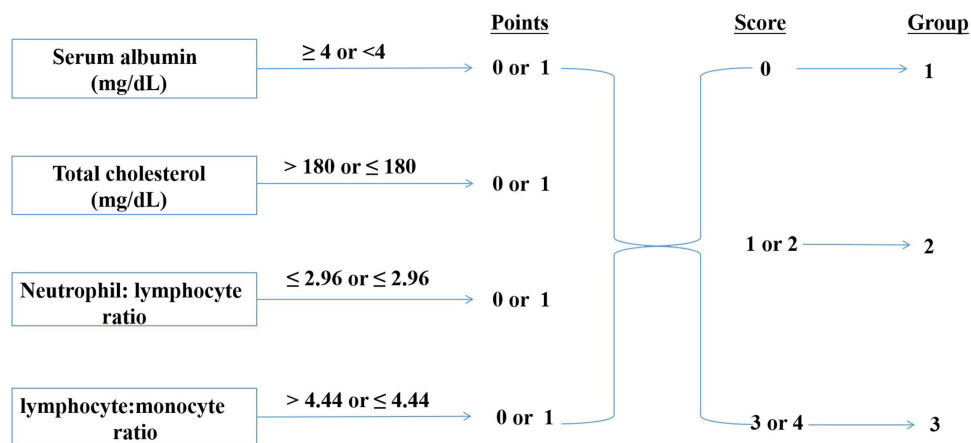 Points Score Group
Serum albumin
(mg/dL)
≥ 4 or <4
0 or 1
0
1
Total cholesterol
(mg/dL)
> 180 or ≤ 180
0 or 1
1 or 2
2
Neutrophil: lymphocyte
ratio
≤ 2.96 or ≤ 2.96
0 or 1
lymphocyte:monocyte
ratio
> 4.44 or ≤ 4.44
0 or 1
3 or 4
3